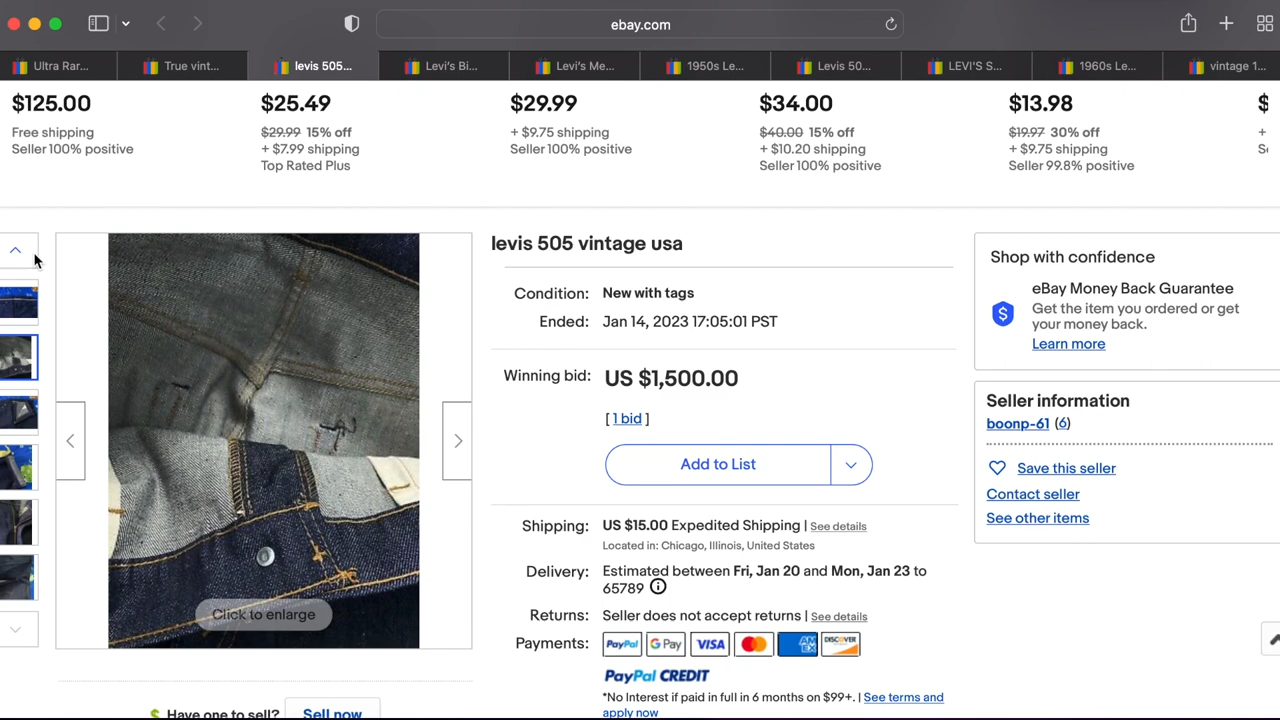 ebay.com
Ultra Rar...
True vint...
levis 505...
Levi's Bi...
Levi's Me...
1950s Le...
Levis 50...
LEVI'S S...
1960s Le...
vintage 1...
$125.00
Free shipping
Seller 100% positive
$25.49
$29.99 15% off
+ $7.99 shipping
Top Rated Plus
$29.99
+ $9.75 shipping
Seller 100% positive
$34.00
$40.00 15% off
+ $10.20 shipping
Seller 100% positive
$13.98
$19.97 30% off
+ $9.75 shipping
Seller 99.8% positive
$
+
Click to enlarge
$ Have one to sell? Sell now
levis 505 vintage usa
Condition: New with tags
Ended: Jan 14, 2023 17:05:01 PST
Winning bid: US $1,500.00
[ 1 bid ]
Add to List
Shipping: US $15.00 Expedited Shipping | See details
Located in: Chicago, Illinois, United States
Delivery: Estimated between Fri, Jan 20 and Mon, Jan 23 to
65789
Returns: Seller does not accept returns | See details
Payments: PayPal G Pay VISA MasterCard AMEX DISCOVER
PayPal CREDIT
*No Interest if paid in full in 6 months on $99+. | See terms and
apply now
Shop with confidence
eBay Money Back Guarantee
Get the item you ordered or get
your money back.
Learn more
Seller information
boonp-61 (6)
Save this seller
Contact seller
See other items